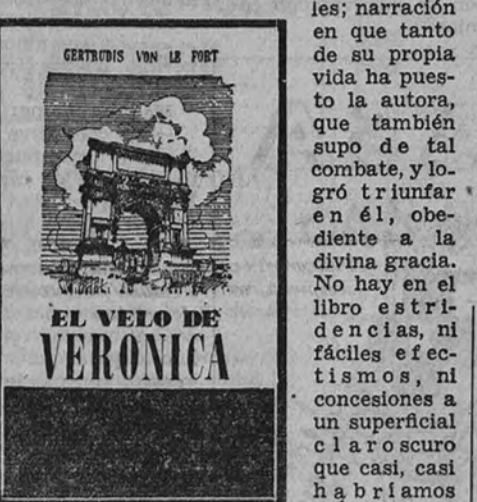 GERTRUDIS VON LE FORT
EL VELO DE
VERONICA
les; narración
en que tanto
de su propia
vida ha pues-
to la autora,
que también
supo de tal
combate, y lo-
gró triunfar
en él, obe-
diente a la
divina gracia.
No hay en el
libro estri-
dencias, ni
fáciles efec-
tismos, ni
concesiones a
un superficial
claroscuro
que casi, casi
habríamos